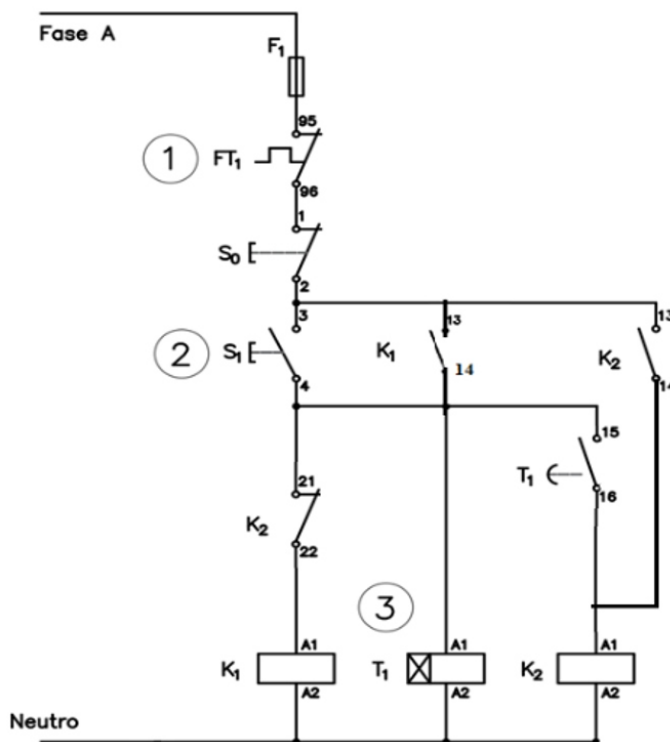 Fase A
F₁
95
1
FT₁
96
1
S₀
2
3
13
13
2
S₁
K₁
K₂
14
4
14
15
T₁
16
21
K₂
22
3
A1
A1
A1
K₁
T₁
K₂
A2
A2
A2
Neutro